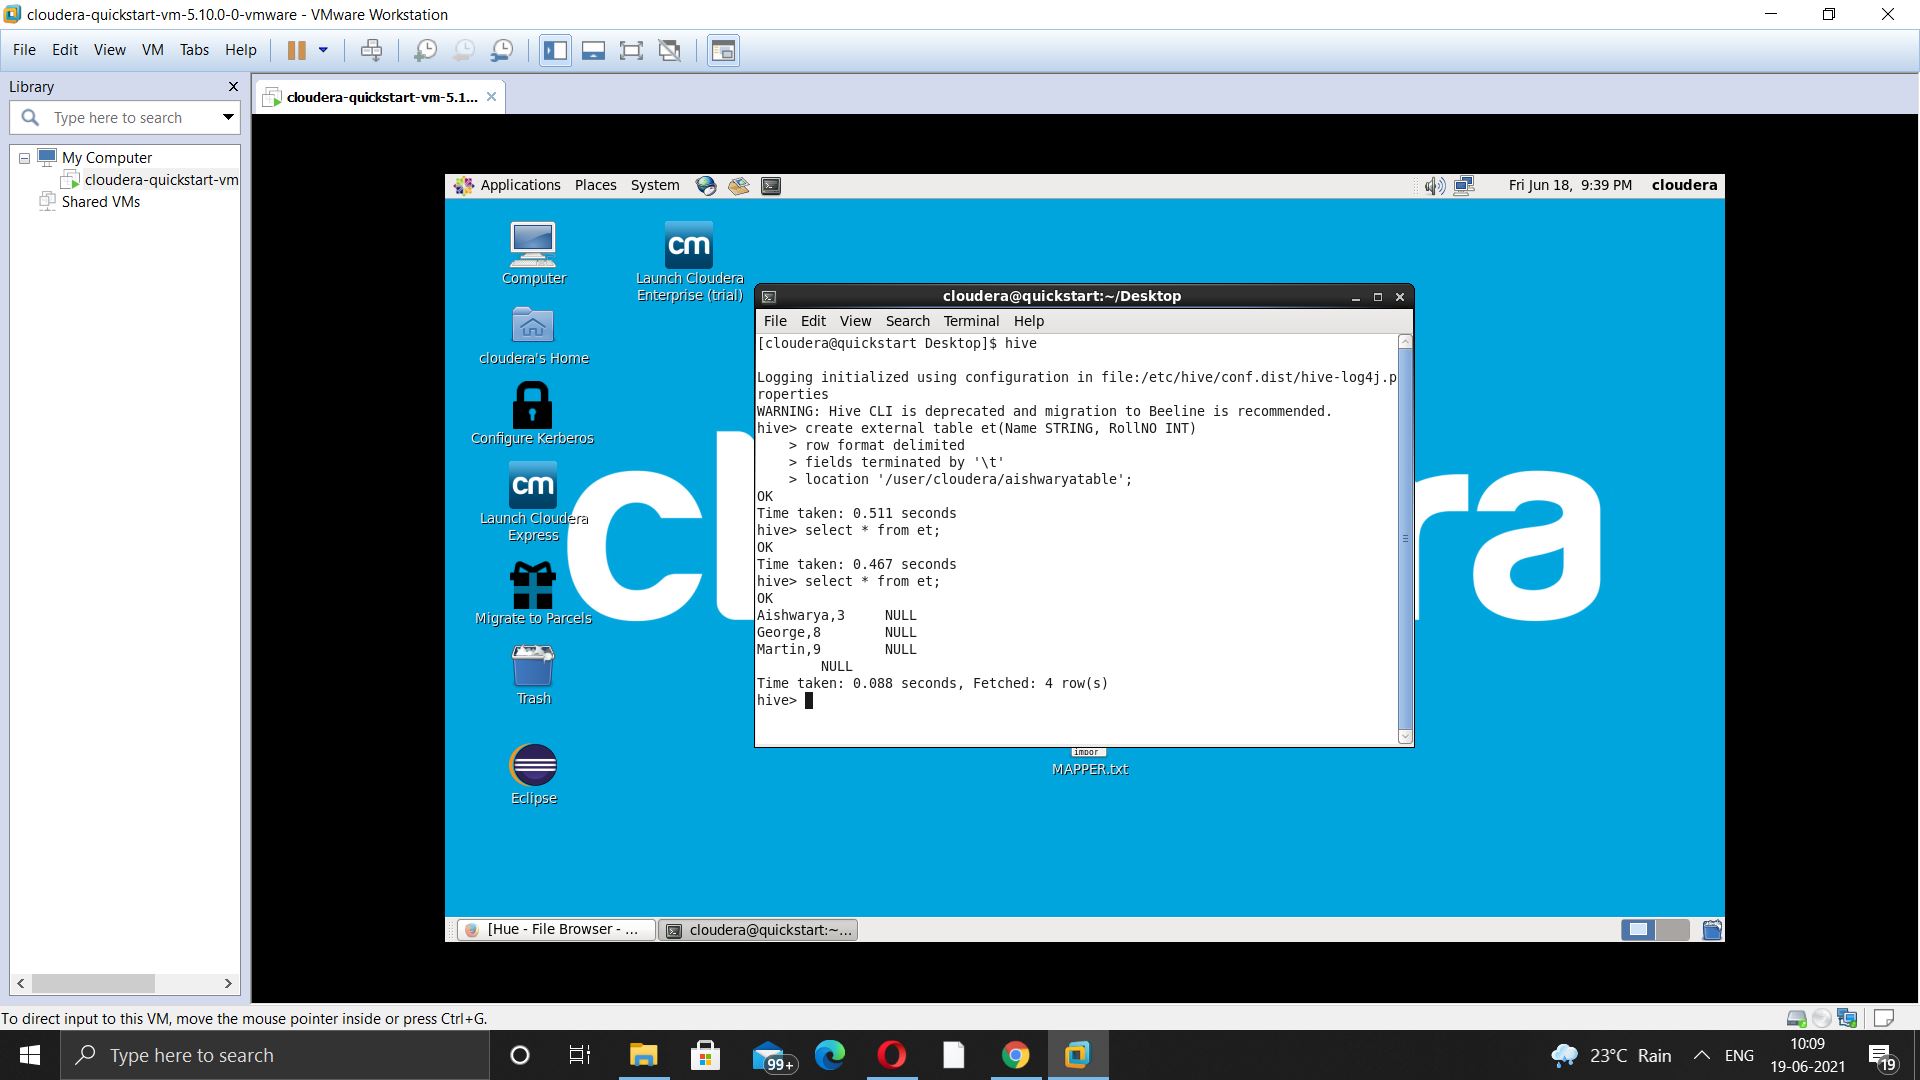 cloudera-quickstart-vm-5.10.0-0-vmware - VMware Workstation
File Edit View VM Tabs Help
Library
Type here to search
My Computer
cloudera-quickstart-vm
Shared VMs
cloudera-quickstart-vm-5.1...
Applications Places System
Fri Jun 18, 9:39 PM cloudera
Computer
cm
Launch Cloudera
Enterprise (trial)
cloudera's Home
Configure Kerberos
cm
Launch Cloudera
Express
Migrate to Parcels
Trash
Eclipse
cloudera@quickstart:~/Desktop
File Edit View Search Terminal Help
[cloudera@quickstart Desktop]$ hive
Logging initialized using configuration in file:/etc/hive/conf.dist/hive-log4j.p
roperties
WARNING: Hive CLI is deprecated and migration to Beeline is recommended.
hive> create external table et(Name STRING, RollNO INT)
    > row format delimited
    > fields terminated by '\t'
    > location '/user/cloudera/aishwaryatable';
OK
Time taken: 0.511 seconds
hive> select * from et;
OK
Time taken: 0.467 seconds
hive> select * from et;
OK
Aishwarya,3     NULL
George,8        NULL
Martin,9        NULL
        NULL
Time taken: 0.088 seconds, Fetched: 4 row(s)
hive>
impor
MAPPER.txt
[Hue - File Browser - ...
cloudera@quickstart:~...
To direct input to this VM, move the mouse pointer inside or press Ctrl+G.
Type here to search
99+
23°C Rain
ENG
10:09
19-06-2021
19